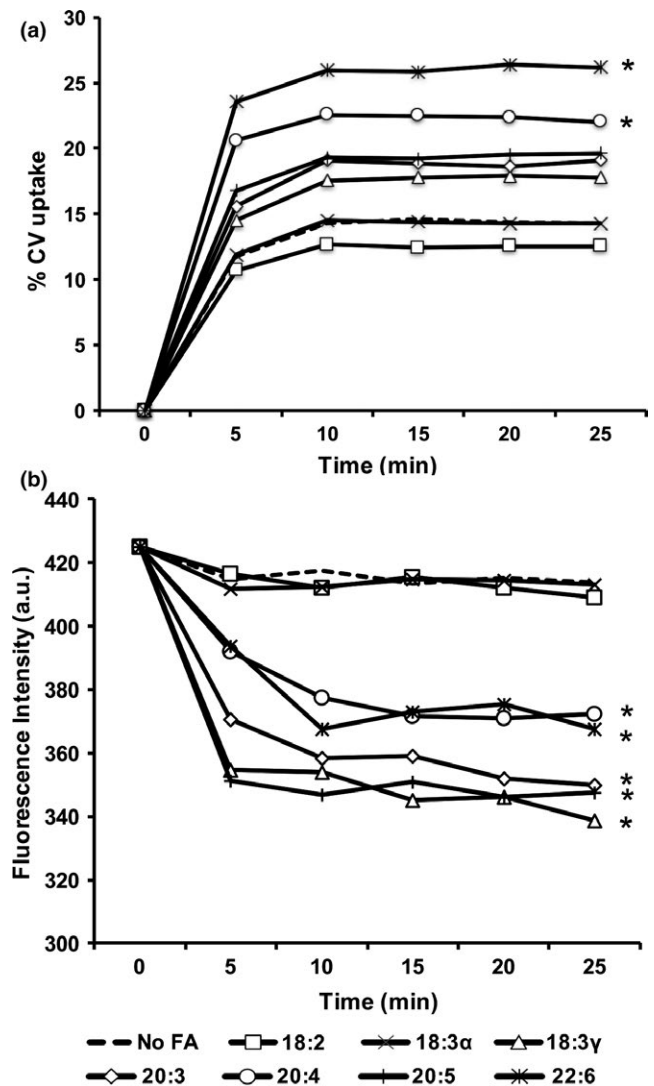 (a)
30
25
20
15
10
5
0
% CV uptake
*
*
0 5 10 15 20 25
Time (min)
(b)
440
420
400
380
360
340
320
300
Fluorescence Intensity (a.u.)
*
*
*
*
*
0 5 10 15 20 25
Time (min)
No FA 18:2 18:3α 18:3γ
20:3 20:4 20:5 22:6